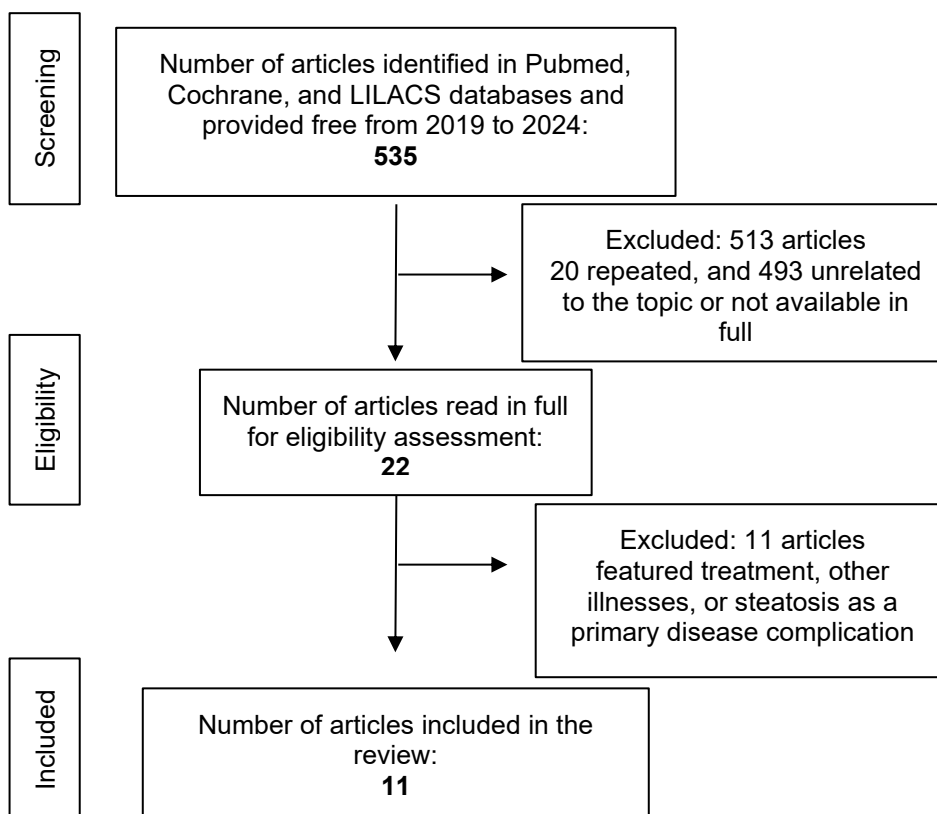 Screening
Number of articles identified in Pubmed,
Cochrane, and LILACS databases and
provided free from 2019 to 2024:
535
Excluded: 513 articles
20 repeated, and 493 unrelated
to the topic or not available in
full
Eligibility
Number of articles read in full
for eligibility assessment:
22
Excluded: 11 articles
featured treatment, other
illnesses, or steatosis as a
primary disease complication
Included
Number of articles included in the
review:
11